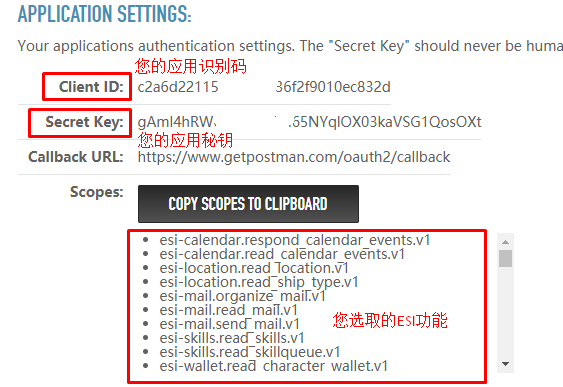 APPLICATION SETTINGS:
Your applications authentication settings. The "Secret Key" should never be huma
您的应用识别码
Client ID: c2a6d22115 36f2f9010ec832d
Secret Key: gAmI4hRW 65NYqlOX03kaVSG1QosOXt
您的应用秘钥
Callback URL: https://www.getpostman.com/oauth2/callback
Scopes: COPY SCOPES TO CLIPBOARD
• esi-calendar.respond_calendar_events.v1
• esi-calendar.read_calendar_events.v1
• esi-location.read_location.v1
• esi-location.read_ship_type.v1
• esi-mail.organize_mail.v1
• esi-mail.read_mail.v1
• esi-mail.send_mail.v1 您选取的ESI功能
• esi-skills.read_skills.v1
• esi-skills.read_skillqueue.v1
• esi-wallet.read_character_wallet.v1